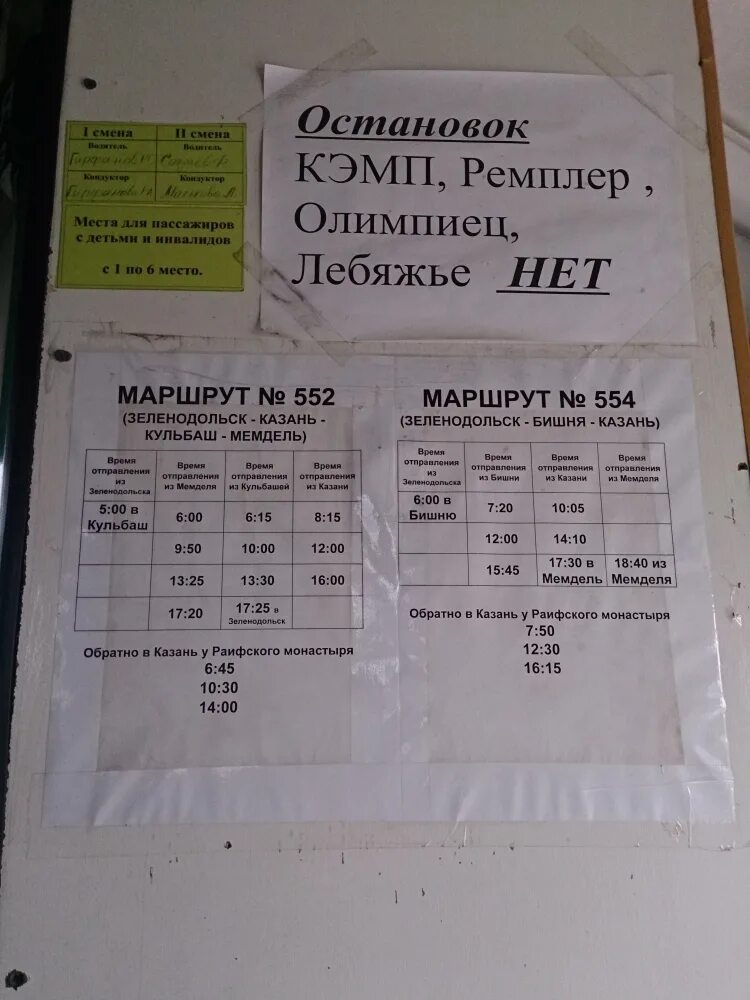 I смена II смена
Водитель Водитель
Кондуктор Кондуктор
Места для пассажиров
с детьми и инвалидов
с 1 по 6 место.
Остановок
КЭМП, Ремплер ,
Олимпиец,
Лебяжье НЕТ
МАРШРУТ № 552
(ЗЕЛЕНОДОЛЬСК - КАЗАНЬ -
КУЛЬБАШ - МЕМДЕЛЬ)
Время отправления из Зеленодольска Время отправления из Мемделя Время отправления из Кульбашей Время отправления из Казани
5:00 в Кульбаш 6:00 6:15 8:15
9:50 10:00 12:00
13:25 13:30 16:00
17:20 17:25 в Зеленодольск
Обратно в Казань у Раифского монастыря
6:45
10:30
14:00
МАРШРУТ № 554
(ЗЕЛЕНОДОЛЬСК - БИШНЯ - КАЗАНЬ)
Время отправления из Зеленодольска Время отправления из Бишни Время отправления из Казани Время отправления из Мемделя
6:00 в Бишню 7:20 10:05
12:00 14:10
15:45 17:30 в Мемдель 18:40 из Мемделя
Обратно в Казань у Раифского монастыря
7:50
12:30
16:15